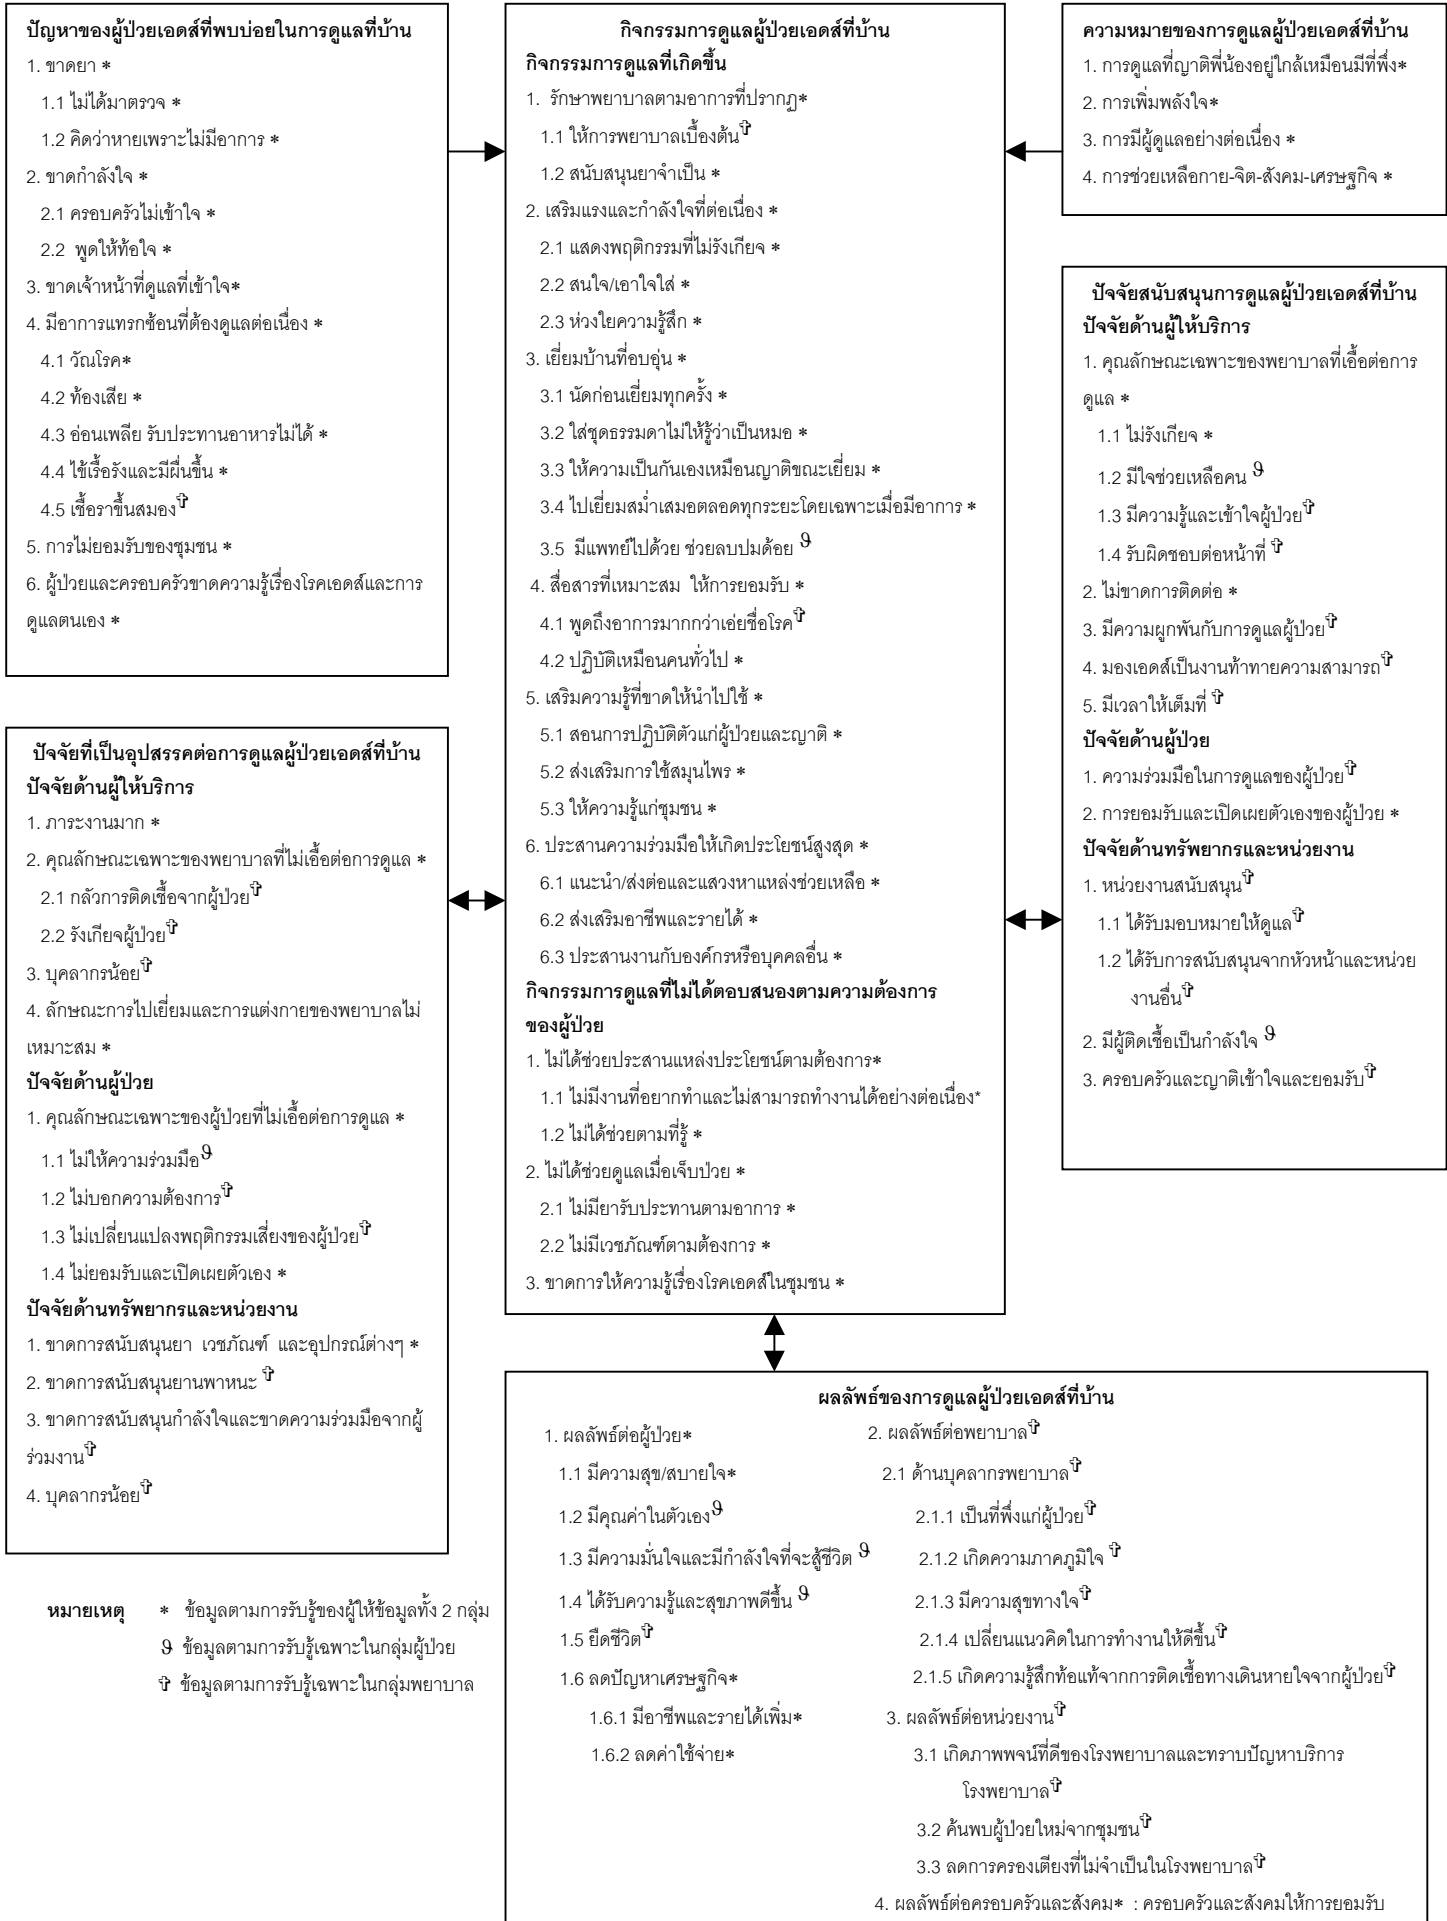 ปัญหาของผู้ป่วยเอดส์ที่พบบ่อยในการดูแลที่บ้าน
1. ขาดยา *
1.1 ไม่ได้มาตรวจ *
1.2 คิดว่าหายเพราะไม่มีอาการ *
2. ขาดกำลังใจ *
2.1 ครอบครัวไม่เข้าใจ *
2.2 พูดให้ท้อใจ *
3. ขาดเจ้าหน้าที่ดูแลที่เข้าใจ*
4. มีอาการแทรกซ้อนที่ต้องดูแลต่อเนื่อง *
4.1 วัณโรค*
4.2 ท้องเสีย *
4.3 อ่อนเพลีย รับประทานอาหารไม่ได้ *
4.4 ไข้เรื้อรังและมีผื่นขึ้น *
4.5 เชื้อราขึ้นสมอง✞
5. การไม่ยอมรับของชุมชน *
6. ผู้ป่วยและครอบครัวขาดความรู้เรื่องโรคเอดส์และการ
ดูแลตนเอง *
ปัจจัยที่เป็นอุปสรรคต่อการดูแลผู้ป่วยเอดส์ที่บ้าน
ปัจจัยด้านผู้ให้บริการ
1. ภาระงานมาก *
2. คุณลักษณะเฉพาะของพยาบาลที่ไม่เอื้อต่อการดูแล *
2.1 กลัวการติดเชื้อจากผู้ป่วย✞
2.2 รังเกียจผู้ป่วย✞
3. บุคลากรน้อย✞
4. ลักษณะการไปเยี่ยมและการแต่งกายของพยาบาลไม่
เหมาะสม *
ปัจจัยด้านผู้ป่วย
1. คุณลักษณะเฉพาะของผู้ป่วยที่ไม่เอื้อต่อการดูแล *
1.1 ไม่ให้ความร่วมมือϑ
1.2 ไม่บอกความต้องการ✞
1.3 ไม่เปลี่ยนแปลงพฤติกรรมเสี่ยงของผู้ป่วย✞
1.4 ไม่ยอมรับและเปิดเผยตัวเอง *
ปัจจัยด้านทรัพยากรและหน่วยงาน
1. ขาดการสนับสนุนยา เวชภัณฑ์ และอุปกรณ์ต่างๆ *
2. ขาดการสนับสนุนยานพาหนะ ✞
3. ขาดการสนับสนุนกำลังใจและขาดความร่วมมือจากผู้
ร่วมงาน✞
4. บุคลากรน้อย✞
กิจกรรมการดูแลผู้ป่วยเอดส์ที่บ้าน
กิจกรรมการดูแลที่เกิดขึ้น
1. รักษาพยาบาลตามอาการที่ปรากฏ*
1.1 ให้การพยาบาลเบื้องต้น✞
1.2 สนับสนุนยาจำเป็น *
2. เสริมแรงและกำลังใจที่ต่อเนื่อง *
2.1 แสดงพฤติกรรมที่ไม่รังเกียจ *
2.2 สนใจ/เอาใจใส่ *
2.3 ห่วงใยความรู้สึก *
3. เยี่ยมบ้านที่อบอุ่น *
3.1 นัดก่อนเยี่ยมทุกครั้ง *
3.2 ใส่ชุดธรรมดาไม่ให้รู้ว่าเป็นหมอ *
3.3 ให้ความเป็นกันเองเหมือนญาติขณะเยี่ยม *
3.4 ไปเยี่ยมสม่ำเสมอตลอดทุกระยะโดยเฉพาะเมื่อมีอาการ *
3.5 มีแพทย์ไปด้วย ช่วยลบปมด้อย ϑ
4. สื่อสารที่เหมาะสม ให้การยอมรับ *
4.1 พูดถึงอาการมากกว่าเอ่ยชื่อโรค✞
4.2 ปฏิบัติเหมือนคนทั่วไป *
5. เสริมความรู้ที่ขาดให้นำไปใช้ *
5.1 สอนการปฏิบัติตัวแก่ผู้ป่วยและญาติ *
5.2 ส่งเสริมการใช้สมุนไพร *
5.3 ให้ความรู้แก่ชุมชน *
6. ประสานความร่วมมือให้เกิดประโยชน์สูงสุด *
6.1 แนะนำ/ส่งต่อและแสวงหาแหล่งช่วยเหลือ *
6.2 ส่งเสริมอาชีพและรายได้ *
6.3 ประสานงานกับองค์กรหรือบุคคลอื่น *
กิจกรรมการดูแลที่ไม่ได้ตอบสนองตามความต้องการ
ของผู้ป่วย
1. ไม่ได้ช่วยประสานแหล่งประโยชน์ตามต้องการ*
1.1 ไม่มีงานที่อยากทำและไม่สามารถทำงานได้อย่างต่อเนื่อง*
1.2 ไม่ได้ช่วยตามที่รู้ *
2. ไม่ได้ช่วยดูแลเมื่อเจ็บป่วย *
2.1 ไม่มียารับประทานตามอาการ *
2.2 ไม่มีเวชภัณฑ์ตามต้องการ *
3. ขาดการให้ความรู้เรื่องโรคเอดส์ในชุมชน *
ความหมายของการดูแลผู้ป่วยเอดส์ที่บ้าน
1. การดูแลที่ญาติพี่น้องอยู่ใกล้เหมือนมีที่พึ่ง*
2. การเพิ่มพลังใจ*
3. การมีผู้ดูแลอย่างต่อเนื่อง *
4. การช่วยเหลือกาย-จิต-สังคม-เศรษฐกิจ *
ปัจจัยสนับสนุนการดูแลผู้ป่วยเอดส์ที่บ้าน
ปัจจัยด้านผู้ให้บริการ
1. คุณลักษณะเฉพาะของพยาบาลที่เอื้อต่อการ
ดูแล *
1.1 ไม่รังเกียจ *
1.2 มีใจช่วยเหลือคน ϑ
1.3 มีความรู้และเข้าใจผู้ป่วย✞
1.4 รับผิดชอบต่อหน้าที่ ✞
2. ไม่ขาดการติดต่อ *
3. มีความผูกพันกับการดูแลผู้ป่วย✞
4. มองเอดส์เป็นงานท้าทายความสามารถ✞
5. มีเวลาให้เต็มที่ ✞
ปัจจัยด้านผู้ป่วย
1. ความร่วมมือในการดูแลของผู้ป่วย✞
2. การยอมรับและเปิดเผยตัวเองของผู้ป่วย *
ปัจจัยด้านทรัพยากรและหน่วยงาน
1. หน่วยงานสนับสนุน✞
1.1 ได้รับมอบหมายให้ดูแล✞
1.2 ได้รับการสนับสนุนจากหัวหน้าและหน่วย
งานอื่น✞
2. มีผู้ติดเชื้อเป็นกำลังใจ ϑ
3. ครอบครัวและญาติเข้าใจและยอมรับ✞
ผลลัพธ์ของการดูแลผู้ป่วยเอดส์ที่บ้าน
1. ผลลัพธ์ต่อผู้ป่วย*
1.1 มีความสุข/สบายใจ*
1.2 มีคุณค่าในตัวเองϑ
1.3 มีความมั่นใจและมีกำลังใจที่จะสู้ชีวิต ϑ
1.4 ได้รับความรู้และสุขภาพดีขึ้น ϑ
1.5 ยืดชีวิต✞
1.6 ลดปัญหาเศรษฐกิจ*
1.6.1 มีอาชีพและรายได้เพิ่ม*
1.6.2 ลดค่าใช้จ่าย*
2. ผลลัพธ์ต่อพยาบาล✞
2.1 ด้านบุคลากรพยาบาล✞
2.1.1 เป็นที่พึ่งแก่ผู้ป่วย✞
2.1.2 เกิดความภาคภูมิใจ ✞
2.1.3 มีความสุขทางใจ✞
2.1.4 เปลี่ยนแนวคิดในการทำงานให้ดีขึ้น✞
2.1.5 เกิดความรู้สึกท้อแท้จากการติดเชื้อทางเดินหายใจจากผู้ป่วย✞
3. ผลลัพธ์ต่อหน่วยงาน✞
3.1 เกิดภาพพจน์ที่ดีของโรงพยาบาลและทราบปัญหาบริการ
โรงพยาบาล✞
3.2 ค้นพบผู้ป่วยใหม่จากชุมชน✞
3.3 ลดการครองเตียงที่ไม่จำเป็นในโรงพยาบาล✞
4. ผลลัพธ์ต่อครอบครัวและสังคม* : ครอบครัวและสังคมให้การยอมรับ
หมายเหตุ * ข้อมูลตามการรับรู้ของผู้ให้ข้อมูลทั้ง 2 กลุ่ม
ϑ ข้อมูลตามการรับรู้เฉพาะในกลุ่มผู้ป่วย
✞ ข้อมูลตามการรับรู้เฉพาะในกลุ่มพยาบาล